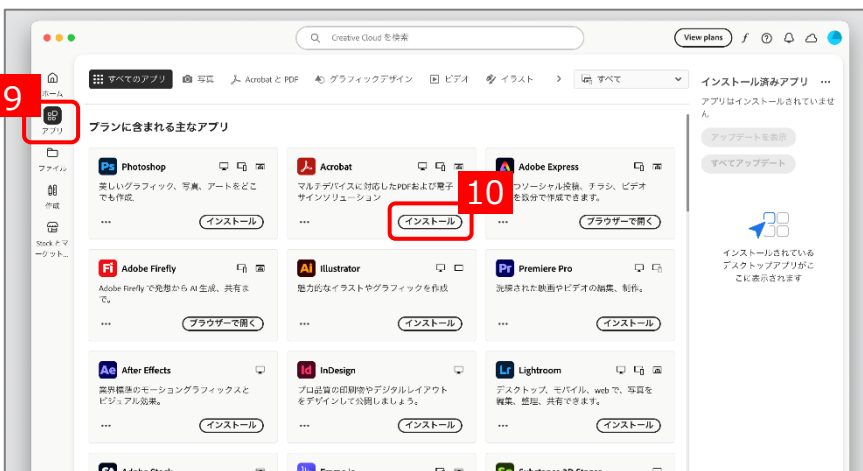 Creative Cloud を検索
View plans
9
ホーム
アプリ
ファイル
作成
Stock とマ
ーケット...
すべてのアプリ
写真
Acrobat と PDF
グラフィックデザイン
ビデオ
イラスト
すべて
プランに含まれる主なアプリ
Ps Photoshop
美しいグラフィック、写真、アートをどこ
でも作成。
インストール
Acrobat
マルチデバイスに対応したPDFおよび電子
サインソリューション
インストール
10
Adobe Express
つソーシャル投稿、チラシ、ビデオ
を数分で作成できます。
ブラウザーで開く
Fi Adobe Firefly
Adobe Firefly で発想から AI 生成、共有ま
で。
ブラウザーで開く
Ai Illustrator
魅力的なイラストやグラフィックを作成
インストール
Pr Premiere Pro
洗練された映画やビデオの編集、制作。
インストール
Ae After Effects
業界標準のモーショングラフィックスと
ビジュアル効果。
インストール
Id InDesign
プロ品質の印刷物やデジタルレイアウト
をデザインして公開しましょう。
インストール
Lr Lightroom
デスクトップ、モバイル、web で、写真を
編集、整理、共有できます。
インストール
インストール済みアプリ
アプリはインストールされていませ
ん
アップデートを表示
すべてアップデート
インストールされている
デスクトップアプリがこ
こに表示されます